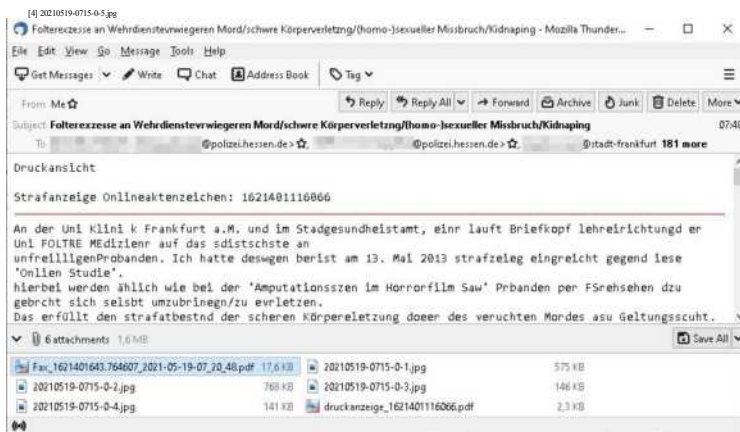 [4] 20210519-0715-0-5.jpg
Folterexzesse an Wehrdienstevrwiegeren Mord/schwre Körperverletzng/(homo-)sexueller Missbruch/Kidnaping - Mozilla Thunder...
File Edit View Go Message Tools Help
Get Messages Write Chat Address Book Tag
From Me Reply Reply All Forward Archive Junk Delete More
Subject Folterexzesse an Wehrdienstevrwiegeren Mord/schwre Körperverletzng/(homo-)sexueller Missbruch/Kidnaping 07:48
To @polizei.hessen.de>, @polizei.hessen.de>, @stadt-frankfurt 181 more
Druckansicht
Strafanzeige Onlineaktenzeichen: 1621401116066
An der Uni Klini k Frankfurt a.M. und im Stadgesundheistamt, einr lauft Briefkopf lehreirichtungd er
Uni FOLTRE MEdizienr auf das sdistschste an
unfreilligenProbanden. Ich hatte deswgen berist am 13. Mai 2013 strafzeieg eingreicht gegend iese
'Onlien Studie'.
hierbei werden ählich wie bei der 'Amputationsszen im Horrorfilm Saw' Prbanden per FSrehsehen dzu
gebrcht sich selsbt umzubrinegn/zu evrletzen.
Das erfüllt den strafatbestnd der scheren Körpereletzung doeer des veruchten Mordes asu Geltungsscuht.
6 attachments 1,6 MB Save All
Fax_1621401643.764607_2021-05-19-07_20_48.pdf 17,6 KB 20210519-0715-0-1.jpg 575 KB
20210519-0715-0-2.jpg 768 KB 20210519-0715-0-3.jpg 146 KB
20210519-0715-0-4.jpg 141 KB druckanzeige_1621401116066.pdf 2,3 KB